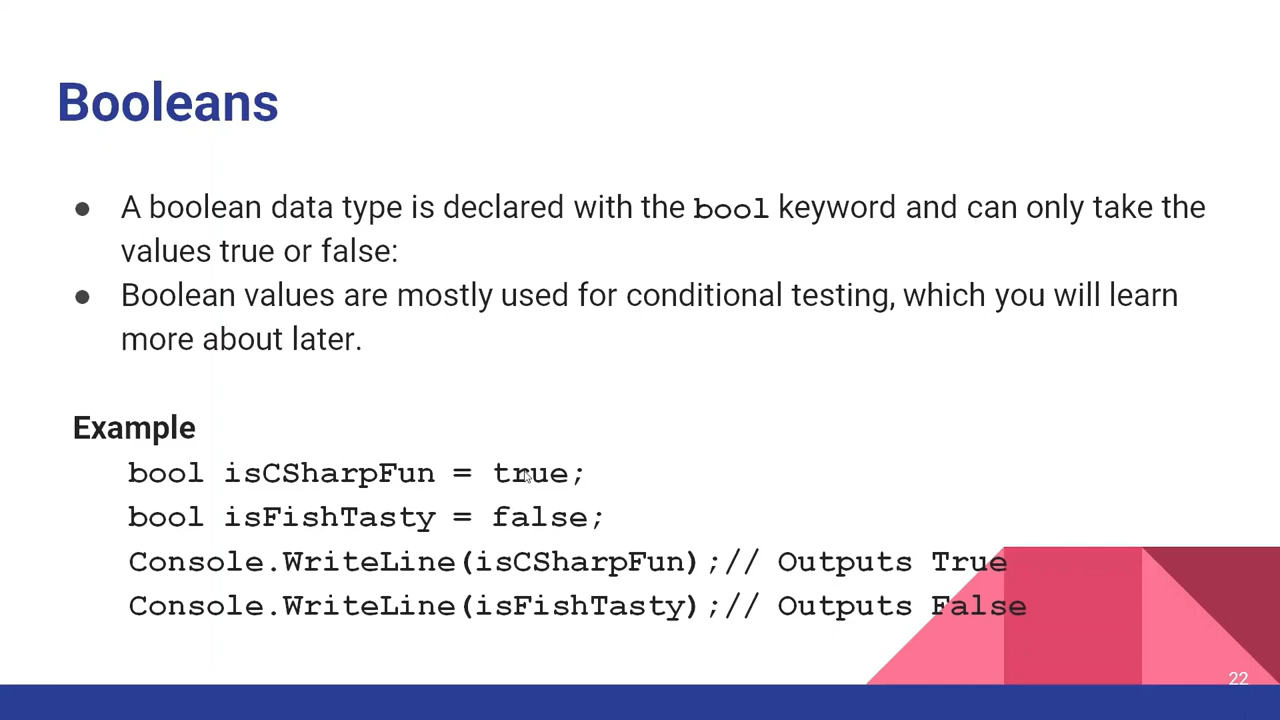 Booleans
● A boolean data type is declared with the bool keyword and can only take the
values true or false:
● Boolean values are mostly used for conditional testing, which you will learn
more about later.
Example
bool isCSharpFun = true;
bool isFishTasty = false;
Console.WriteLine(isCSharpFun);// Outputs True
Console.WriteLine(isFishTasty);// Outputs False
22